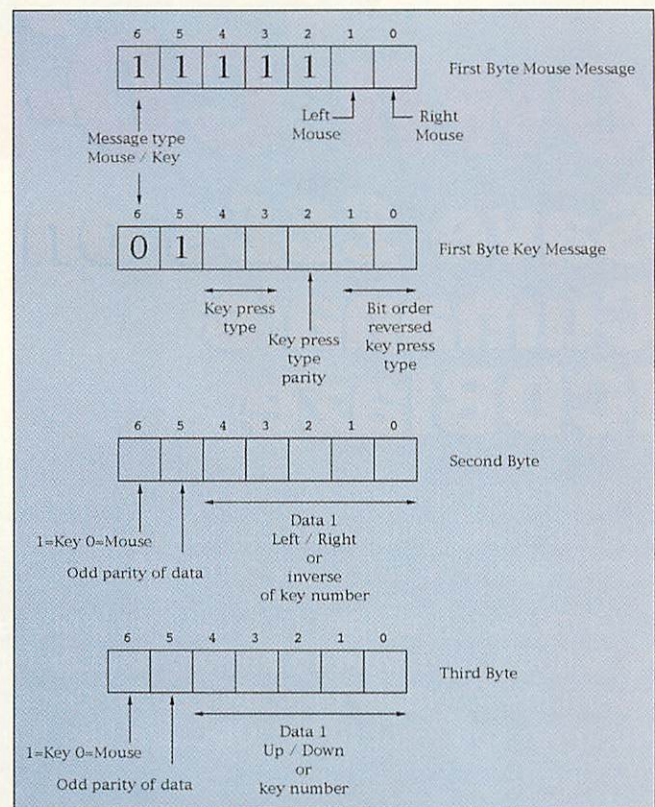 6 5 4 3 2 1 0
1 1 1 1 1
First Byte Mouse Message
Left
Mouse
Right
Mouse
Message type
Mouse / Key
6 5 4 3 2 1 0
0 1
First Byte Key Message
Key press
type
Key press
type
parity
Bit order
reversed
key press
type
6 5 4 3 2 1 0
Second Byte
1=Key 0=Mouse
Odd parity of data
Data 1
Left / Right
or
inverse
of key number
6 5 4 3 2 1 0
Third Byte
1=Key 0=Mouse
Odd parity of data
Data 1
Up / Down
or
key number